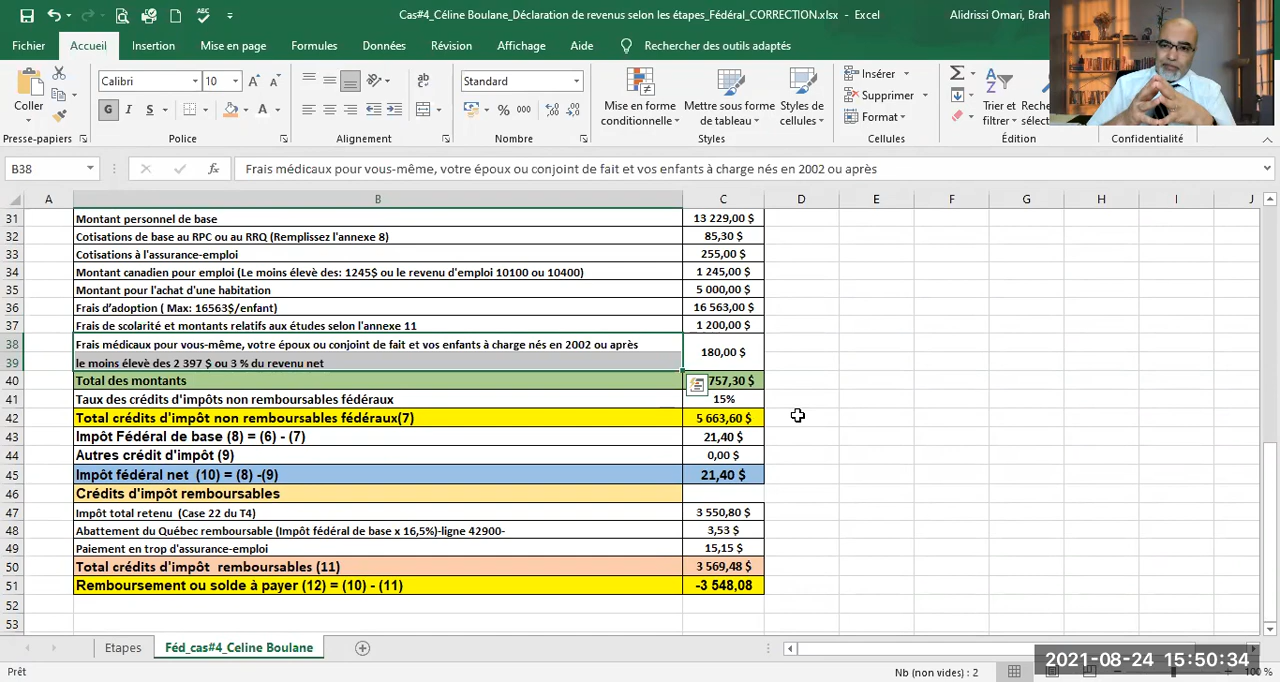 Cas#4_Céline Boulane_Déclaration de revenus selon les étapes_Fédéral_CORRECTION.xlsx - Excel
Alidrissi Omari, Brah
Fichier Accueil Insertion Mise en page Formules Données Révision Affichage Aide Rechercher des outils adaptés
Calibri 10 Standard Insérer
Supprimer
Format
Coller
G I S A
% 000
Mise en forme conditionnelle
Mettre sous forme de tableau
Styles de cellules
Trier et filtrer
Presse-papiers Police Alignement Nombre Styles Cellules Édition Confidentialité
B38 fx Frais médicaux pour vous-même, votre époux ou conjoint de fait et vos enfants à charge nés en 2002 ou après
A B C D E F G H I J
31 Montant personnel de base 13 229,00 $
32 Cotisations de base au RPC ou au RRQ (Remplissez l'annexe 8) 85,30 $
33 Cotisations à l'assurance-emploi 255,00 $
34 Montant canadien pour emploi (Le moins élevè des: 1245$ ou le revenu d'emploi 10100 ou 10400) 1 245,00 $
35 Montant pour l'achat d'une habitation 5 000,00 $
36 Frais d'adoption ( Max: 16563$/enfant) 16 563,00 $
37 Frais de scolarité et montants relatifs aux études selon l'annexe 11 1 200,00 $
38 Frais médicaux pour vous-même, votre époux ou conjoint de fait et vos enfants à charge nés en 2002 ou après 180,00 $
39 le moins élevè des 2 397 $ ou 3 % du revenu net
40 Total des montants 757,30 $
41 Taux des crédits d'impôts non remboursables fédéraux 15%
42 Total crédits d'impôt non remboursables fédéraux(7) 5 663,60 $
43 Impôt Fédéral de base (8) = (6) - (7) 21,40 $
44 Autres crédit d'impôt (9) 0,00 $
45 Impôt fédéral net (10) = (8) -(9) 21,40 $
46 Crédits d'impôt remboursables
47 Impôt total retenu (Case 22 du T4) 3 550,80 $
48 Abattement du Québec remboursable (Impôt fédéral de base x 16,5%)-ligne 42900- 3,53 $
49 Paiement en trop d'assurance-emploi 15,15 $
50 Total crédits d'impôt remboursables (11) 3 569,48 $
51 Remboursement ou solde à payer (12) = (10) - (11) -3 548,08
52
53
Etapes Féd_cas#4_Celine Boulane
Prêt Nb (non vides) : 2
2021-08-24 15:50:34
100 %